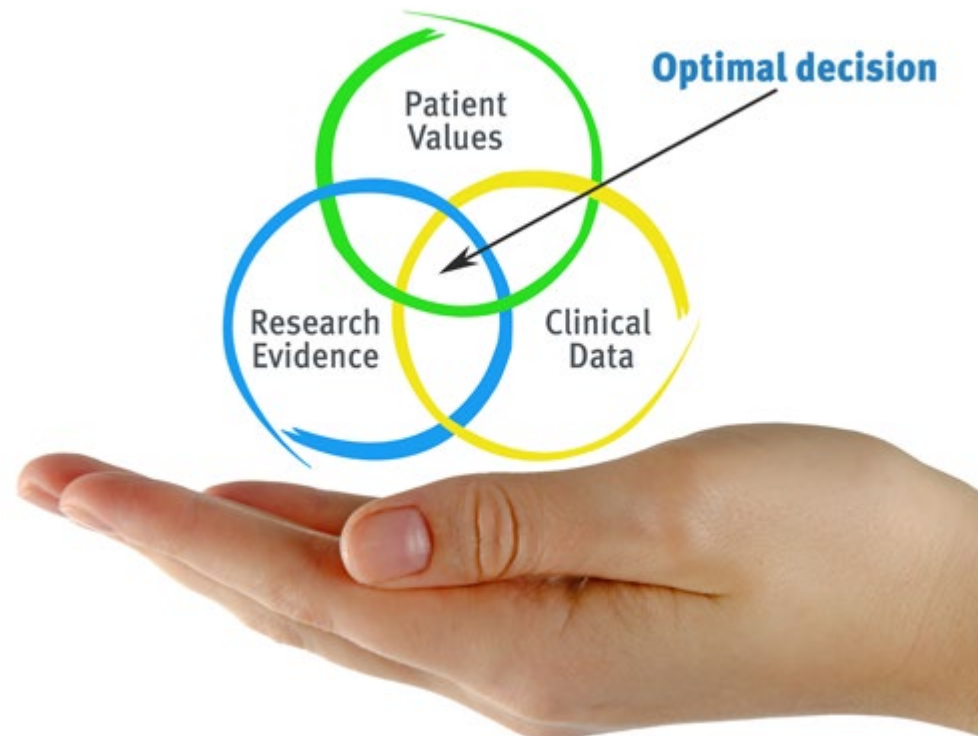 Optimal decision
Patient
Values
Research
Evidence
Clinical
Data